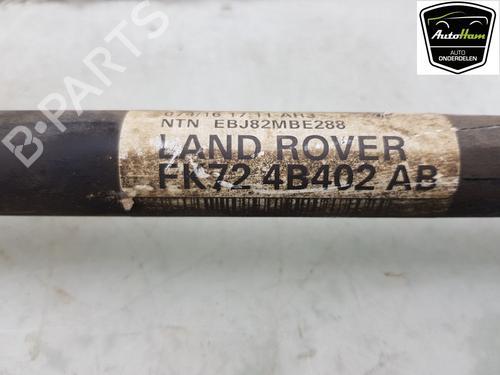 AutoHam
AUTO
ONDERDELEN
NTN EBJ82MBE288
LAND ROVER
FK72 4B402 AB
B-Parts